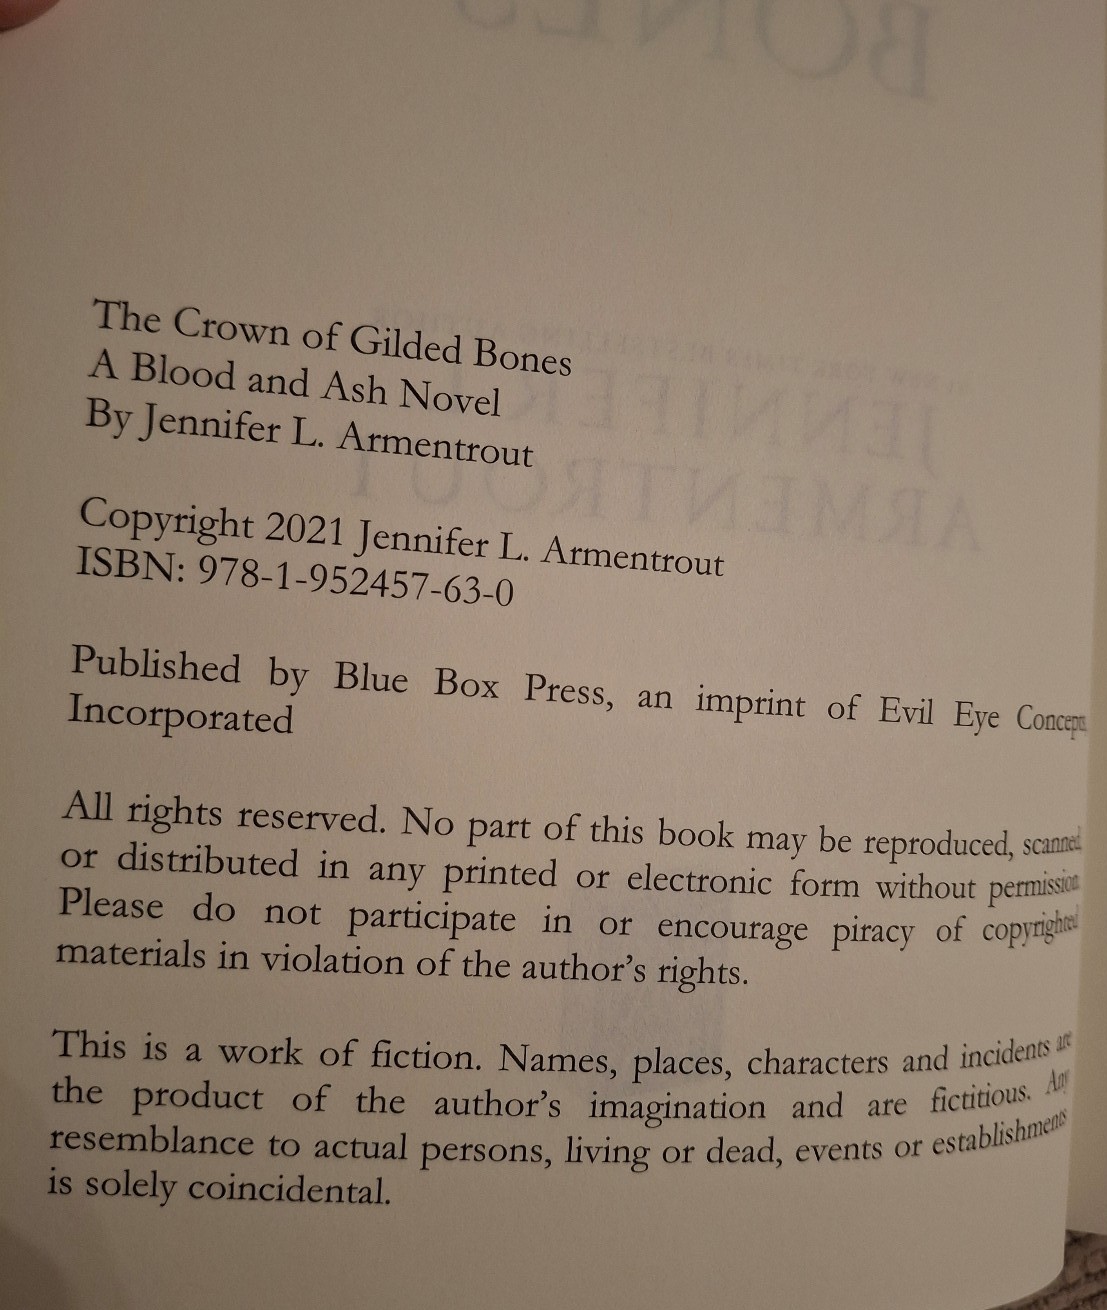 The Crown of Gilded Bones
A Blood and Ash Novel
By Jennifer L. Armentrout
Copyright 2021 Jennifer L. Armentrout
ISBN: 978-1-952457-63-0
Published by Blue Box Press, an imprint of Evil Eye Concepts
Incorporated
All rights reserved. No part of this book may be reproduced, scanned
or distributed in any printed or electronic form without permission
Please do not participate in or encourage piracy of copyrighted
materials in violation of the author's rights.
This is a work of fiction. Names, places, characters and incidents are
the product of the author's imagination and are fictitious. Any
resemblance to actual persons, living or dead, events or establishments
is solely coincidental.